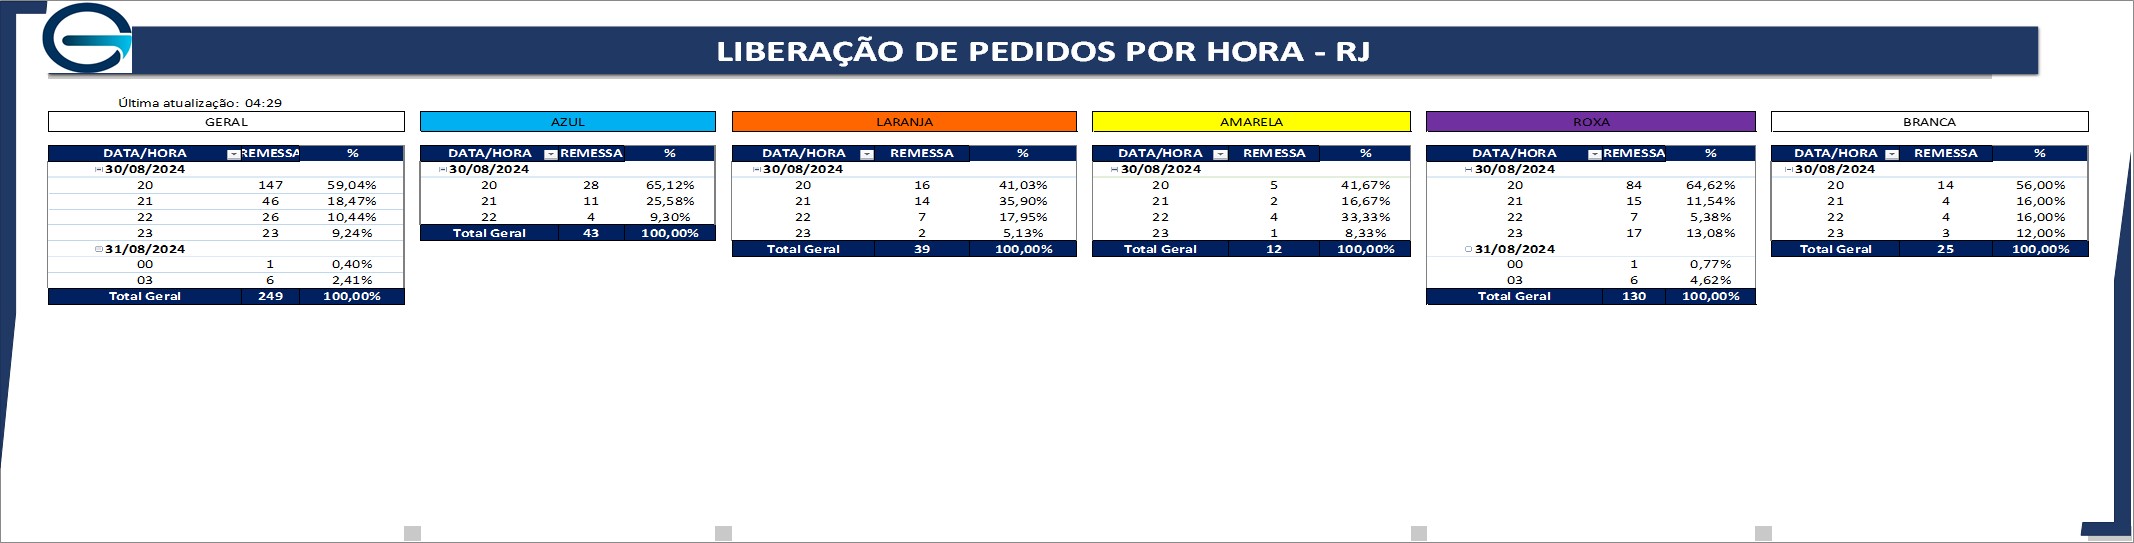 LIBERAÇÃO DE PEDIDOS POR HORA - RJ
Última atualização: 04:29
GERAL
DATA/HORA REMESSA %
30/08/2024
20 147 59,04%
21 46 18,47%
22 26 10,44%
23 23 9,24%
31/08/2024
00 1 0,40%
03 6 2,41%
Total Geral 249 100,00%
AZUL
DATA/HORA REMESSA %
30/08/2024
20 28 65,12%
21 11 25,58%
22 4 9,30%
Total Geral 43 100,00%
LARANJA
DATA/HORA REMESSA %
30/08/2024
20 16 41,03%
21 14 35,90%
22 7 17,95%
23 2 5,13%
Total Geral 39 100,00%
AMARELA
DATA/HORA REMESSA %
30/08/2024
20 5 41,67%
21 2 16,67%
22 4 33,33%
23 1 8,33%
Total Geral 12 100,00%
ROXA
DATA/HORA REMESSA %
30/08/2024
20 84 64,62%
21 15 11,54%
22 7 5,38%
23 17 13,08%
31/08/2024
00 1 0,77%
03 6 4,62%
Total Geral 130 100,00%
BRANCA
DATA/HORA REMESSA %
30/08/2024
20 14 56,00%
21 4 16,00%
22 4 16,00%
23 3 12,00%
Total Geral 25 100,00%